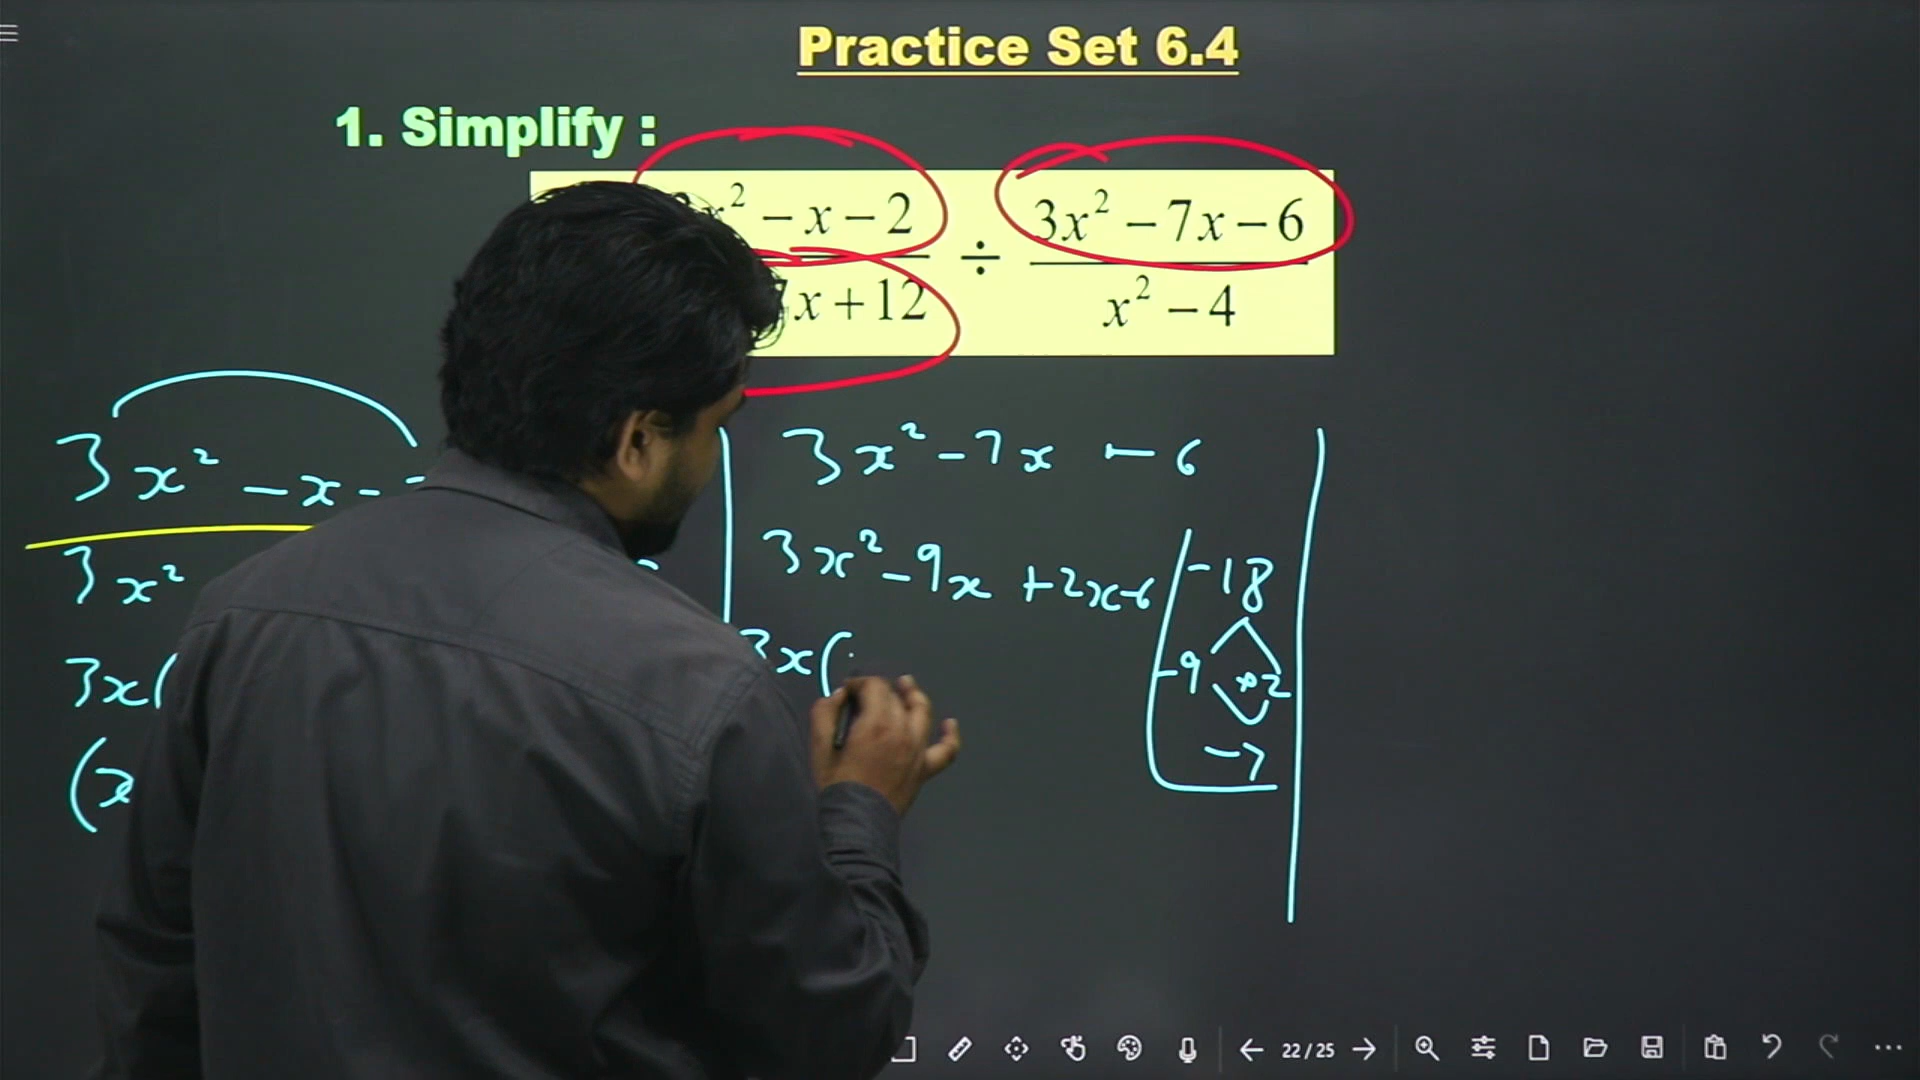 Practice Set 6.4
1. Simplify :
x² − x − 2
x + 12
÷
3x² − 7x − 6
x² − 4
3x² − x −
3x²
3x(
(x
3x² − 7x − 6
3x² − 9x + 2x − 6
3x(
−18
−9 +2
−7
22 / 25